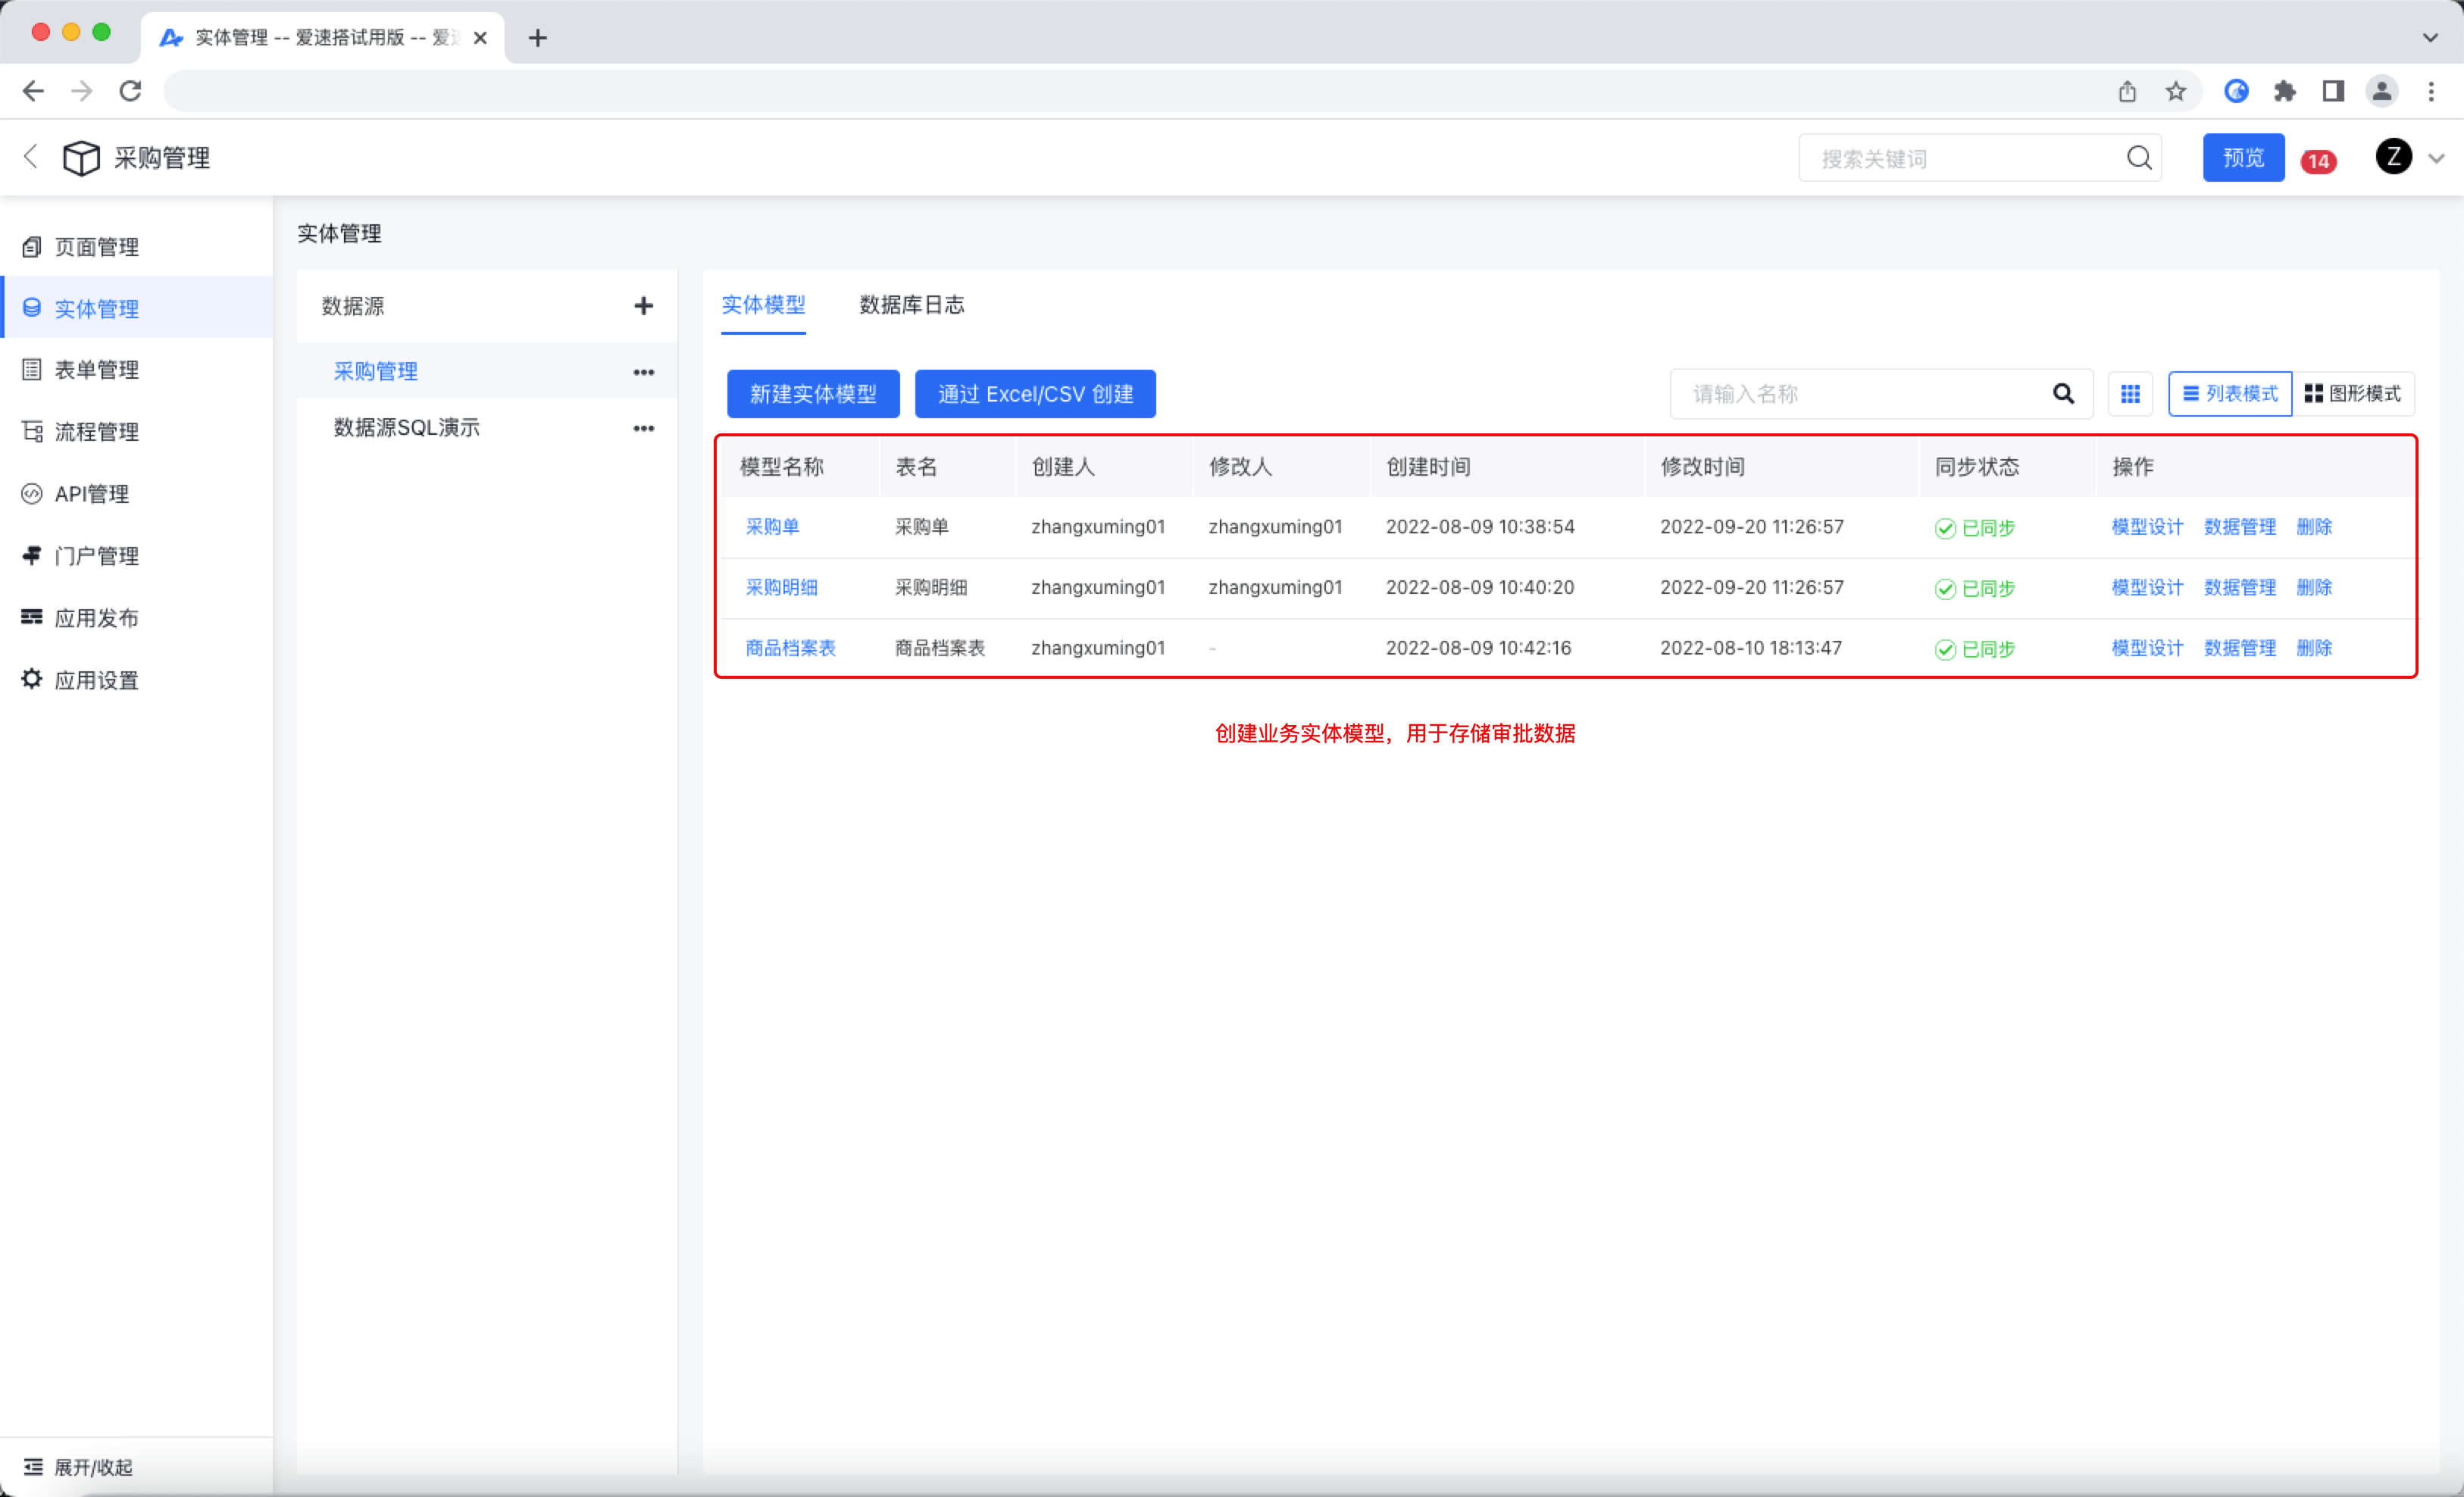 实体管理 -- 爱速搭试用版 -- 爱
采购管理
搜索关键词
预览
14
Z
页面管理
实体管理
表单管理
流程管理
API管理
门户管理
应用发布
应用设置
展开/收起
实体管理
数据源
采购管理
数据源SQL演示
实体模型 数据库日志
新建实体模型 通过 Excel/CSV 创建 请输入名称 列表模式 图形模式
模型名称 表名 创建人 修改人 创建时间 修改时间 同步状态 操作
采购单 采购单 zhangxuming01 zhangxuming01 2022-08-09 10:38:54 2022-09-20 11:26:57 已同步 模型设计 数据管理 删除
采购明细 采购明细 zhangxuming01 zhangxuming01 2022-08-09 10:40:20 2022-09-20 11:26:57 已同步 模型设计 数据管理 删除
商品档案表 商品档案表 zhangxuming01 - 2022-08-09 10:42:16 2022-08-10 18:13:47 已同步 模型设计 数据管理 删除
创建业务实体模型，用于存储审批数据